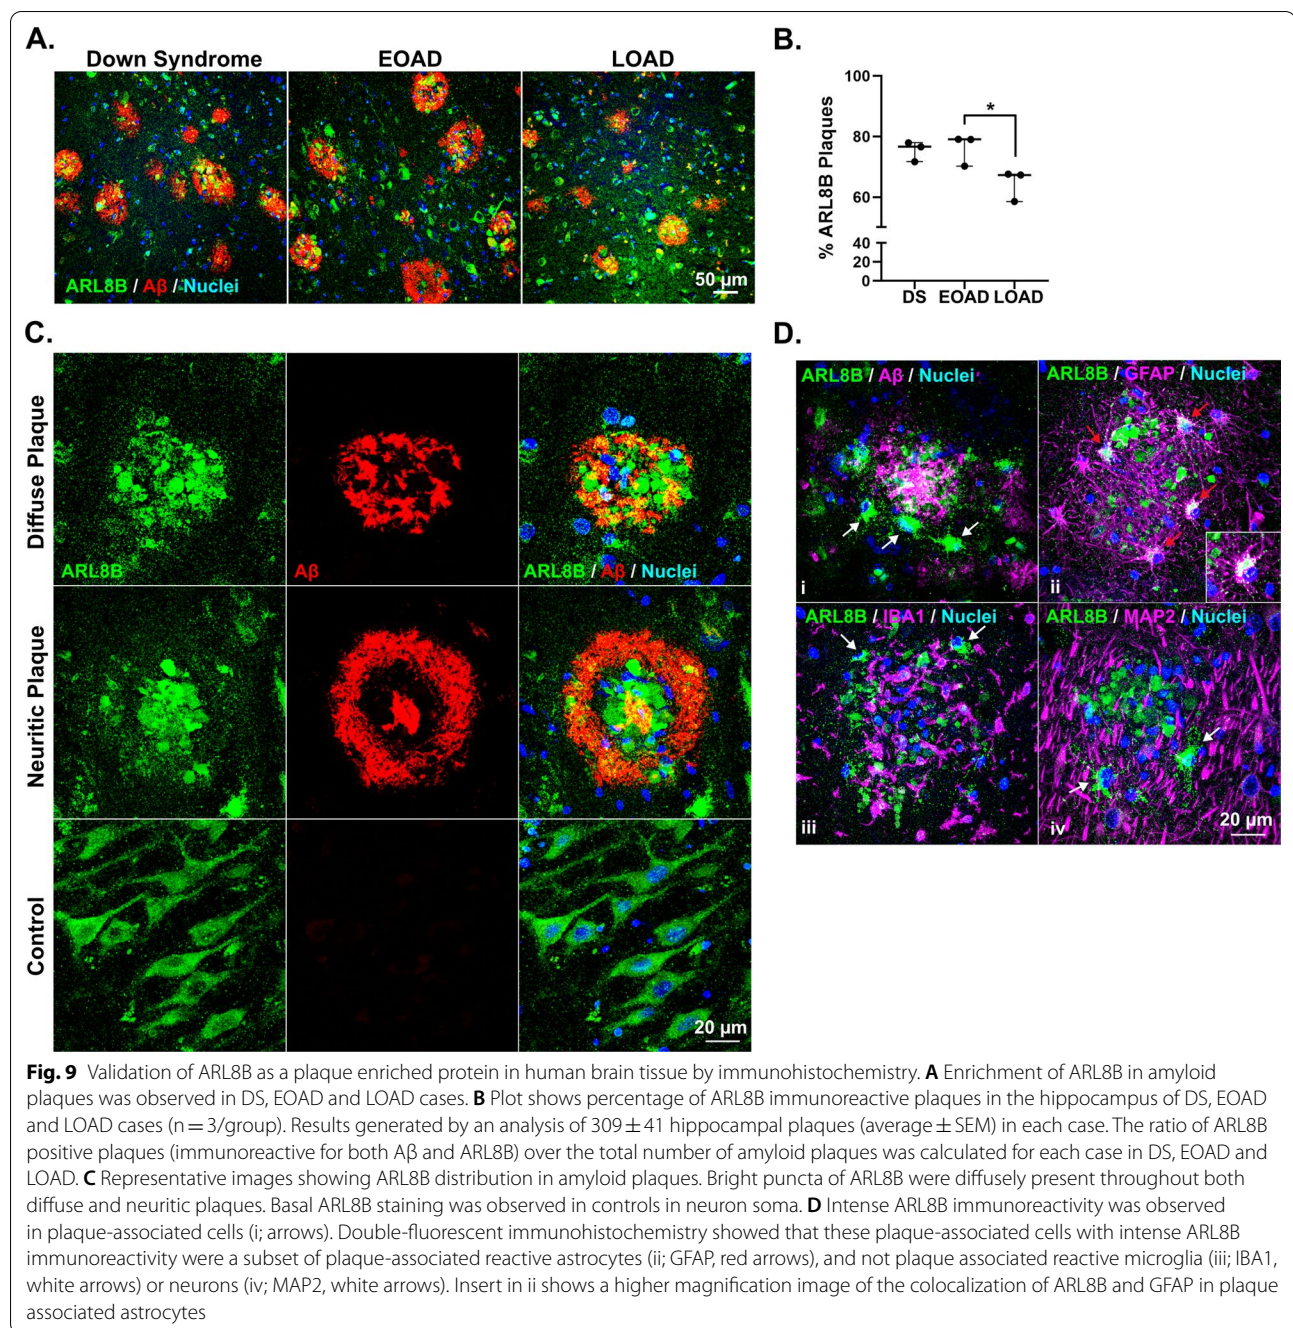 A.
Down Syndrome EOAD LOAD
ARL8B / Aβ / Nuclei
50 µm
B.
% ARL8B Plaques
100
80
60
40
20
0
*
DS EOAD LOAD
C.
Diffuse Plaque
ARL8B
Aβ
ARL8B / Aβ / Nuclei
Neuritic Plaque
Control
20 µm
D.
ARL8B / Aβ / Nuclei
i
ARL8B / GFAP / Nuclei
ii
ARL8B / IBA1 / Nuclei
iii
ARL8B / MAP2 / Nuclei
iv
20 µm
Fig. 9 Validation of ARL8B as a plaque enriched protein in human brain tissue by immunohistochemistry. A Enrichment of ARL8B in amyloid
plaques was observed in DS, EOAD and LOAD cases. B Plot shows percentage of ARL8B immunoreactive plaques in the hippocampus of DS, EOAD
and LOAD cases (n = 3/group). Results generated by an analysis of 309 ± 41 hippocampal plaques (average ± SEM) in each case. The ratio of ARL8B
positive plaques (immunoreactive for both Aβ and ARL8B) over the total number of amyloid plaques was calculated for each case in DS, EOAD and
LOAD. C Representative images showing ARL8B distribution in amyloid plaques. Bright puncta of ARL8B were diffusely present throughout both
diffuse and neuritic plaques. Basal ARL8B staining was observed in controls in neuron soma. D Intense ARL8B immunoreactivity was observed
in plaque-associated cells (i; arrows). Double-fluorescent immunohistochemistry showed that these plaque-associated cells with intense ARL8B
immunoreactivity were a subset of plaque-associated reactive astrocytes (ii; GFAP, red arrows), and not plaque associated reactive microglia (iii; IBA1,
white arrows) or neurons (iv; MAP2, white arrows). Insert in ii shows a higher magnification image of the colocalization of ARL8B and GFAP in plaque
associated astrocytes